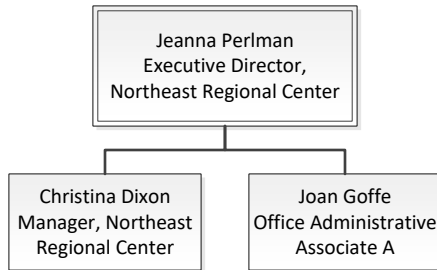 Jeanna Perlman
Executive Director,
Northeast Regional Center
Christina Dixon
Manager, Northeast
Regional Center
Joan Goffe
Office Administrative
Associate A